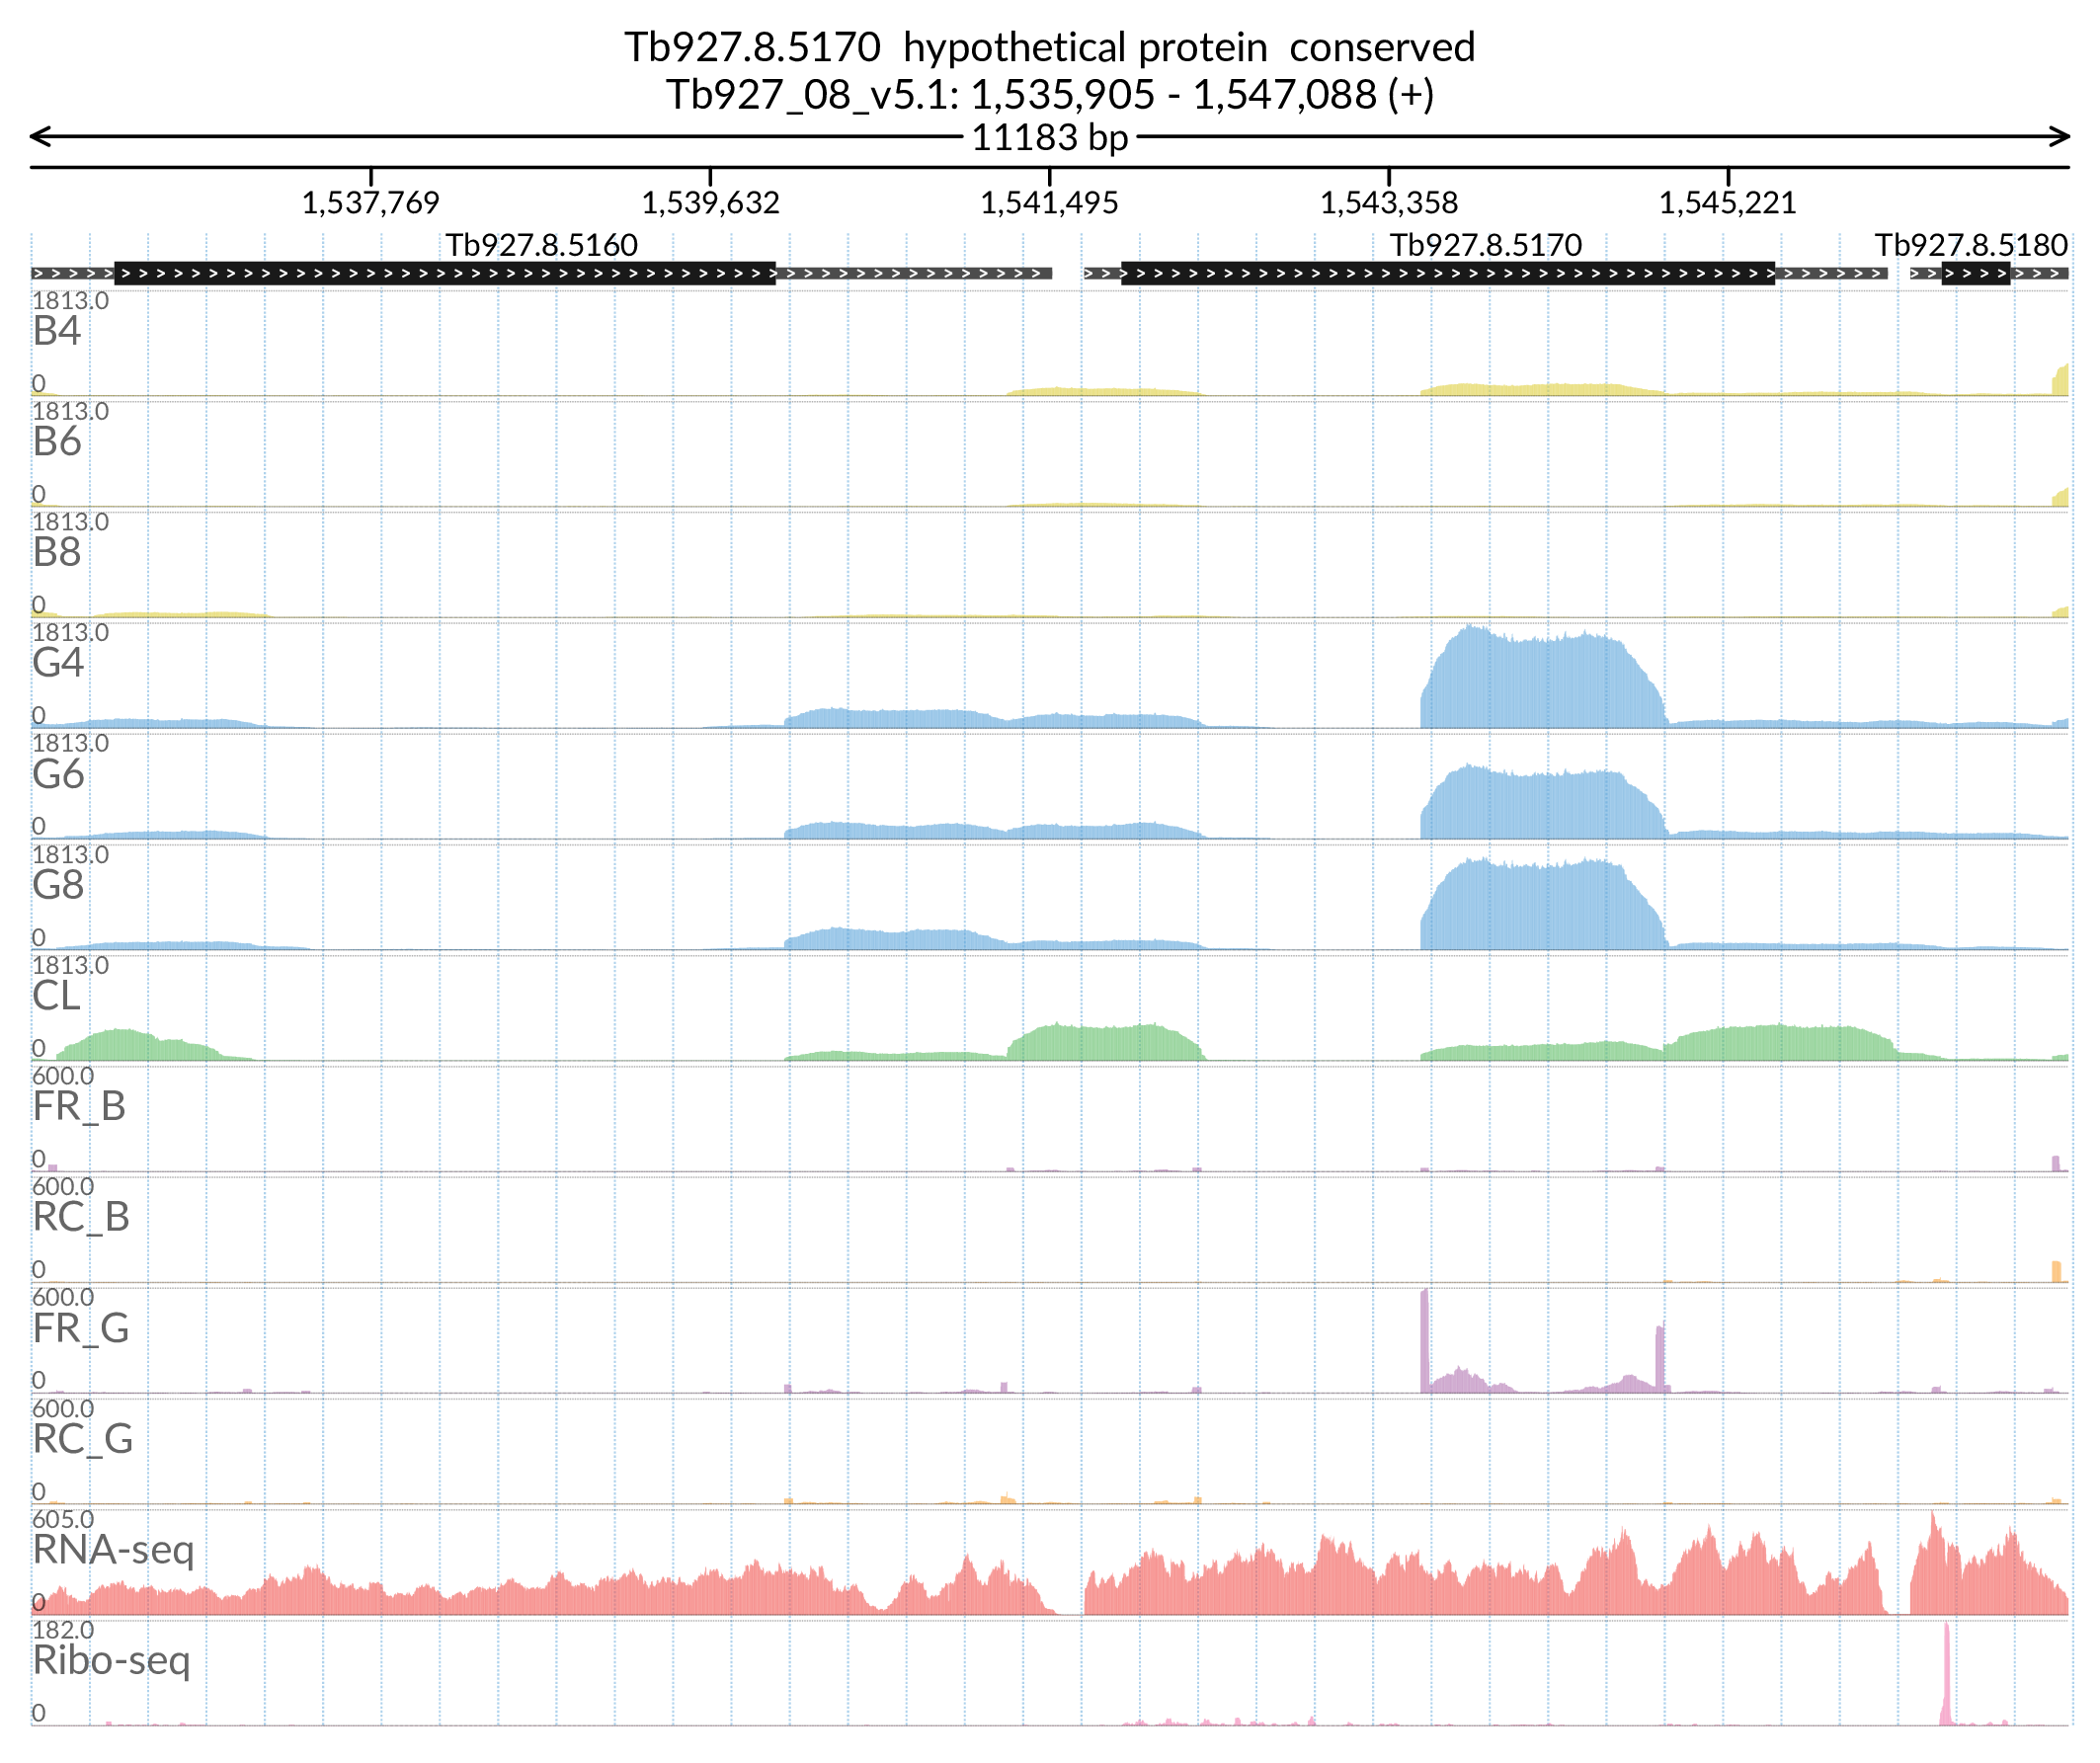 Tb927.8.5170 hypothetical protein conserved
Tb927_08_v5.1: 1,535,905 - 1,547,088 (+)
11183 bp
1,537,769 1,539,632 1,541,495 1,543,358 1,545,221
Tb927.8.5160 Tb927.8.5170 Tb927.8.5180
1813.0
B4
0
1813.0
B6
0
1813.0
B8
0
1813.0
G4
0
1813.0
G6
0
1813.0
G8
0
1813.0
CL
0
600.0
FR_B
0
600.0
RC_B
0
600.0
FR_G
0
600.0
RC_G
0
605.0
RNA-seq
0
182.0
Ribo-seq
0